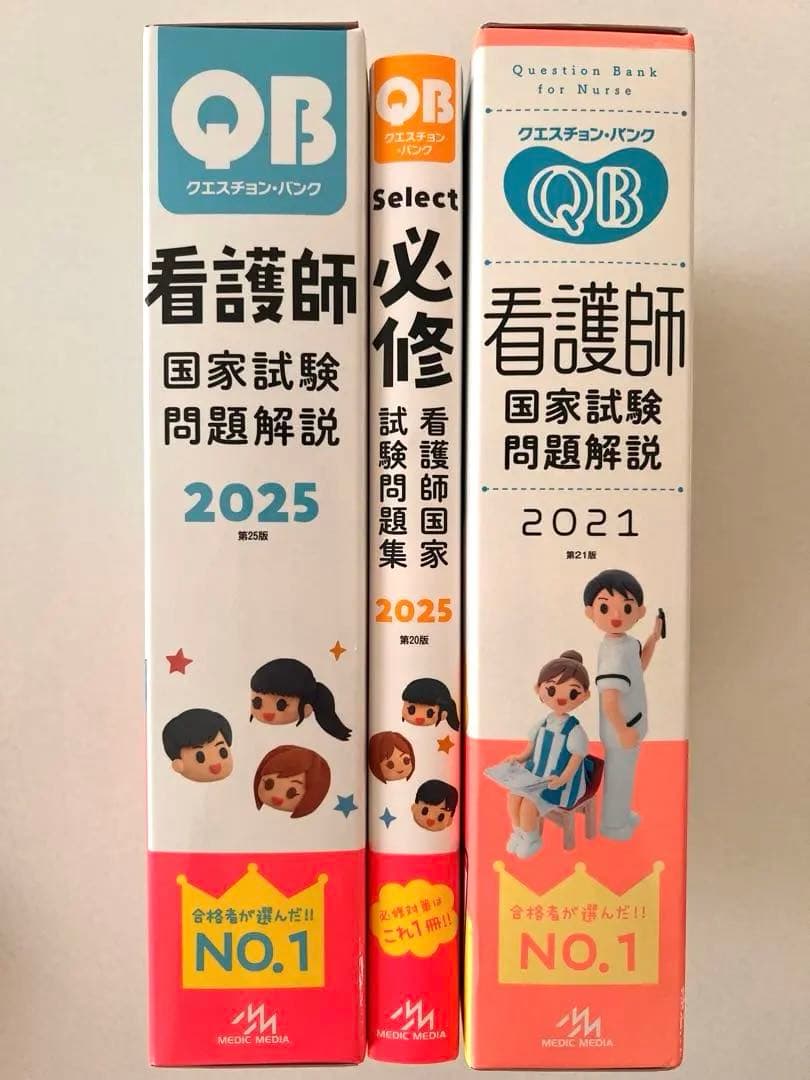 QB
クエスチョン・バンク
看護師
国家試験
問題解説
2025
第25版
合格者が選んだ!!
NO.1
MEDIC MEDIA
QB
クエスチョン
・バンク
Select
必修
看護師国家
試験問題集
2025
第20版
必修対策は
これ1冊!!
MEDIC MEDIA
Question Bank
for Nurse
クエスチョン・バンク
QB
看護師
国家試験
問題解説
2021
第21版
合格者が選んだ!!
NO.1
MEDIC MEDIA